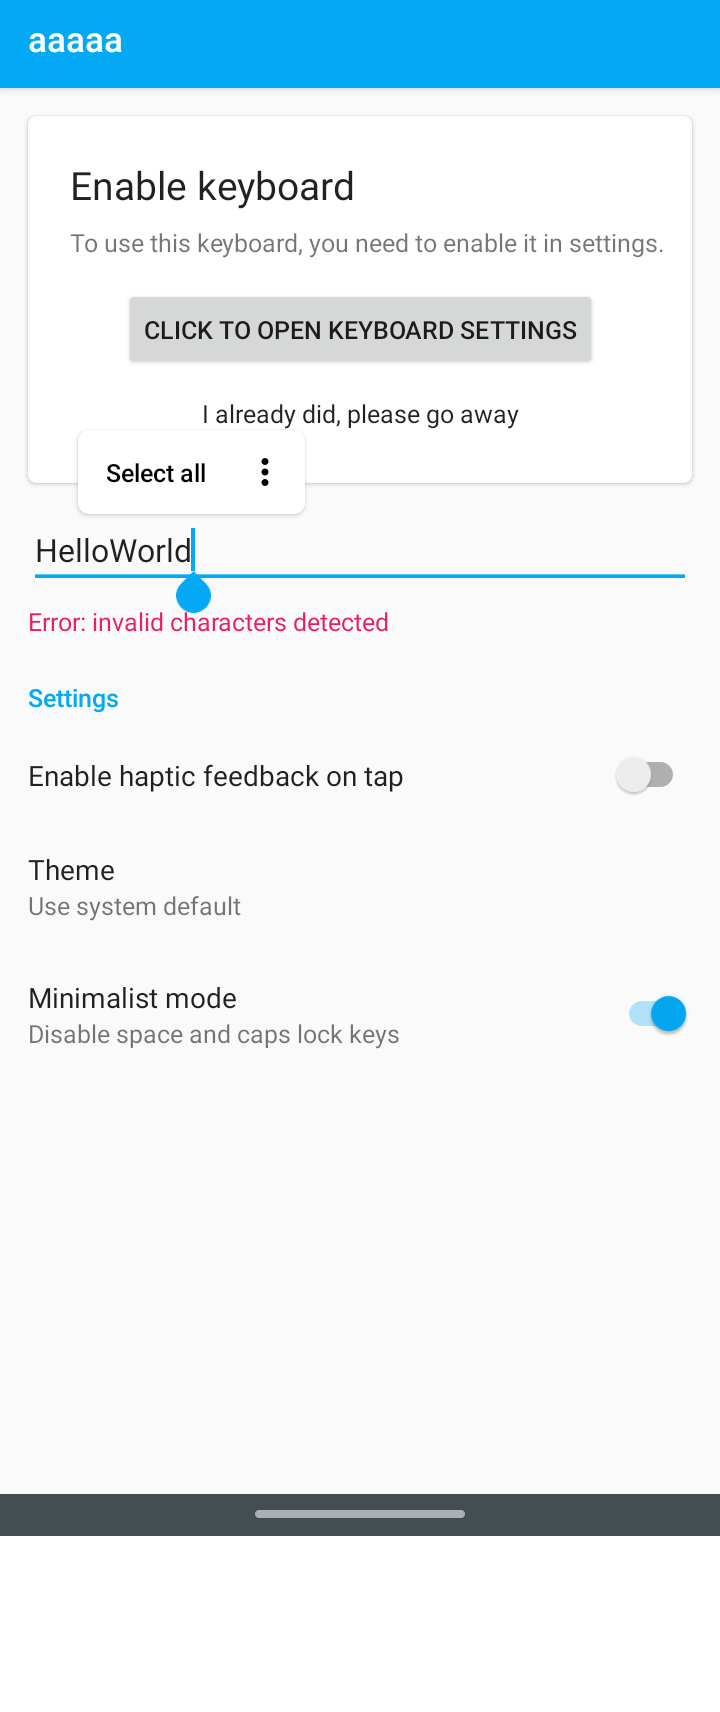 aaaaa
Enable keyboard
To use this keyboard, you need to enable it in settings.
CLICK TO OPEN KEYBOARD SETTINGS
I already did, please go away
Select all
HelloWorld
Error: invalid characters detected
Settings
Enable haptic feedback on tap
Theme
Use system default
Minimalist mode
Disable space and caps lock keys